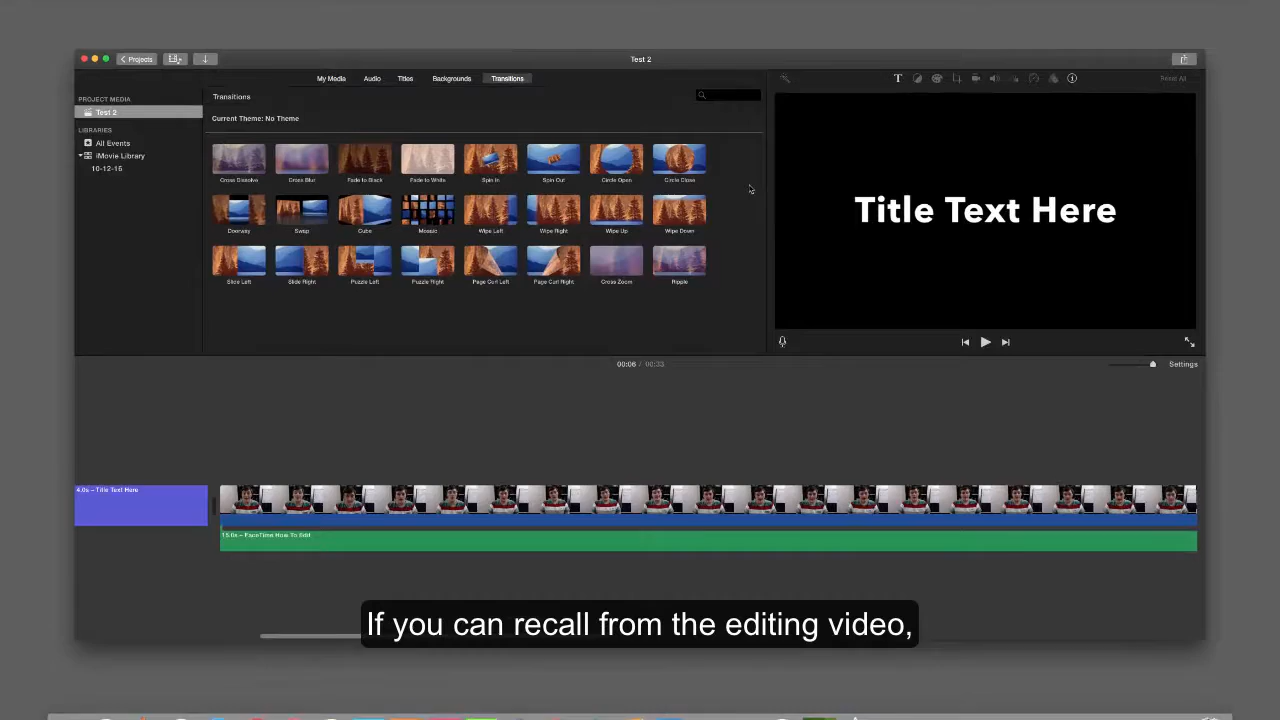 Projects
Test 2
My Media Audio Titles Backgrounds Transitions
Reset All
PROJECT MEDIA
Test 2
LIBRARIES
All Events
iMovie Library
10-12-15
Transitions
Current Theme: No Theme
Cross Dissolve Cross Blur Fade to Black Fade to White Spin In Spin Out Circle Open Circle Close
Doorway Swap Cube Mosaic Wipe Left Wipe Right Wipe Up Wipe Down
Slide Left Slide Right Puzzle Left Puzzle Right Page Curl Left Page Curl Right Cross Zoom Ripple
Title Text Here
00:06 / 00:33
Settings
4.0s – Title Text Here
15.0s – FaceTime How To Edit
If you can recall from the editing video,